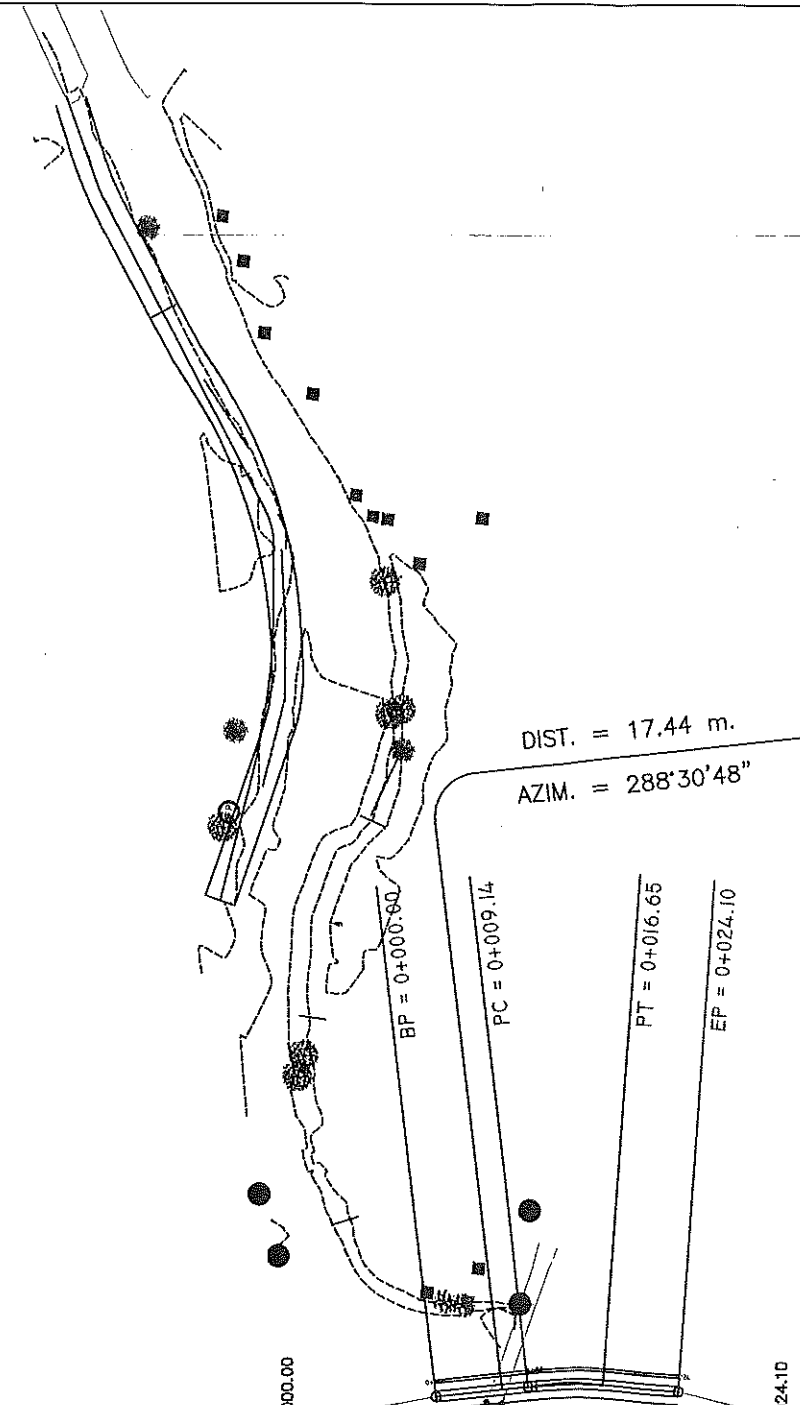 DIST. = 17.44 m.
AZIM. = 288°30'48"
BP = 0+000.00
PC = 0+009.14
PT = 0+016.65
EP = 0+024.10
000.00
24.10